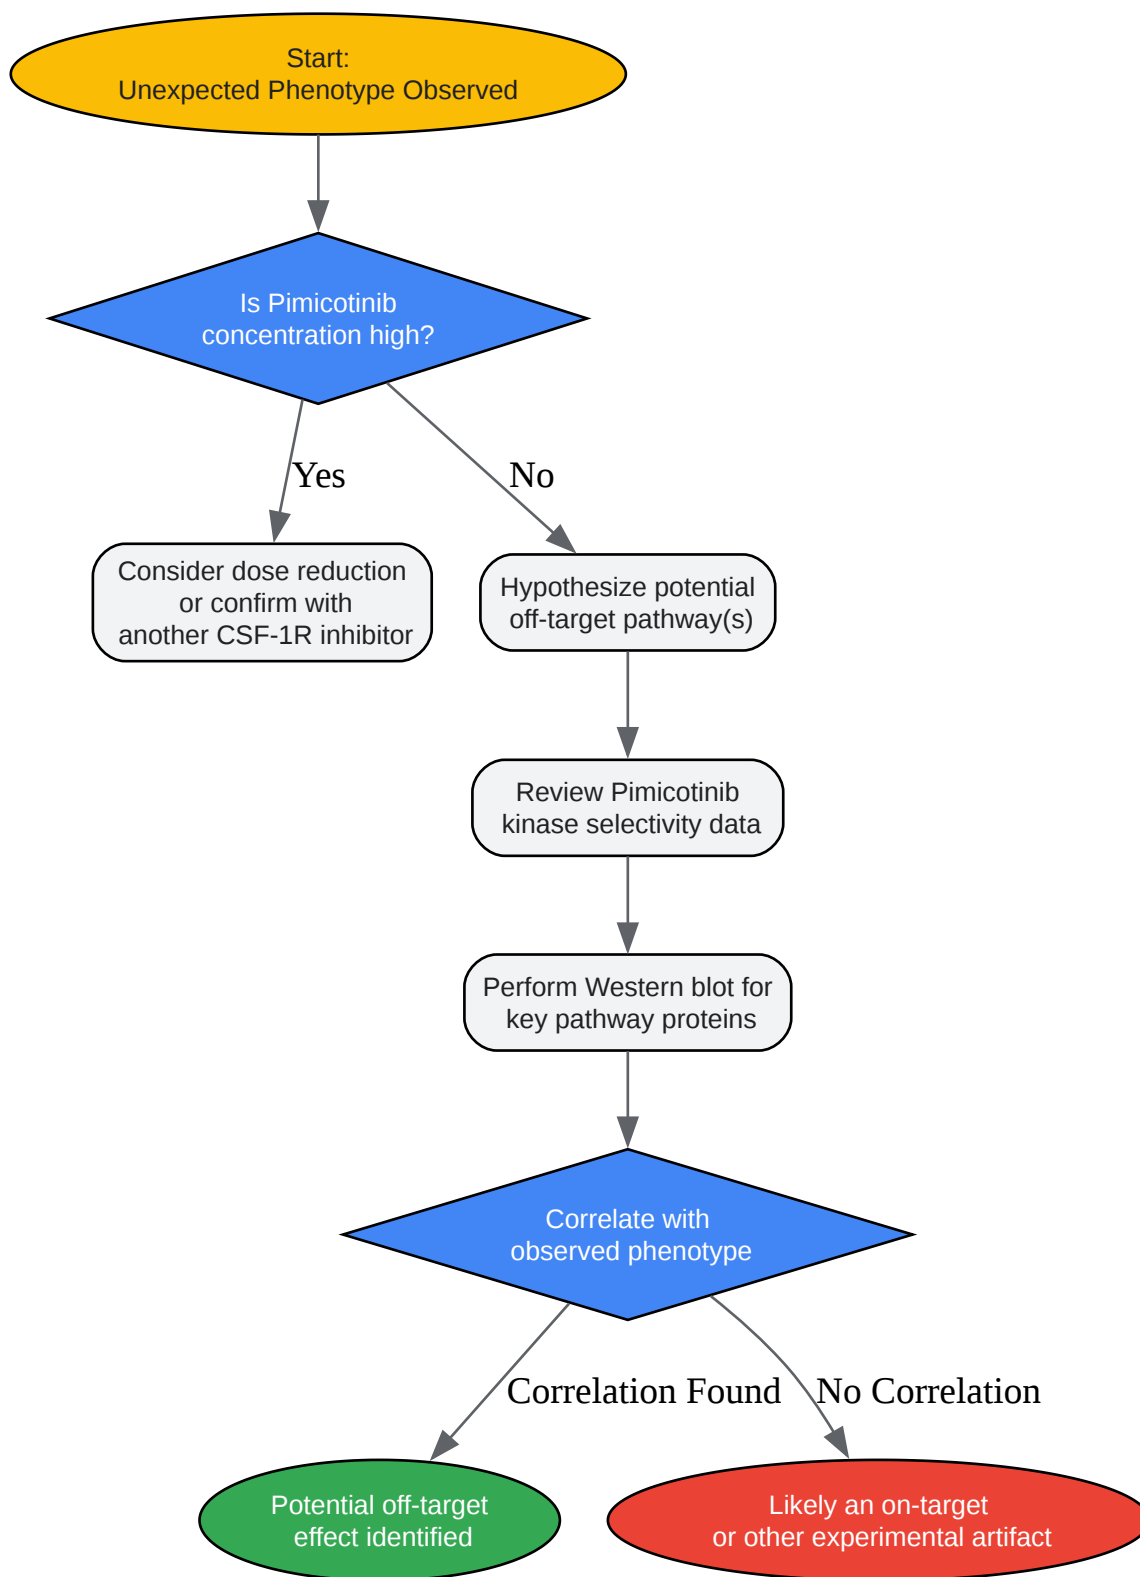 Start:
Unexpected Phenotype Observed
Is Pimicotinib
concentration high?
Yes
No
Consider dose reduction
or confirm with
another CSF-1R inhibitor
Hypothesize potential
off-target pathway(s)
Review Pimicotinib
kinase selectivity data
Perform Western blot for
key pathway proteins
Correlate with
observed phenotype
Correlation Found
No Correlation
Potential off-target
effect identified
Likely an on-target
or other experimental artifact